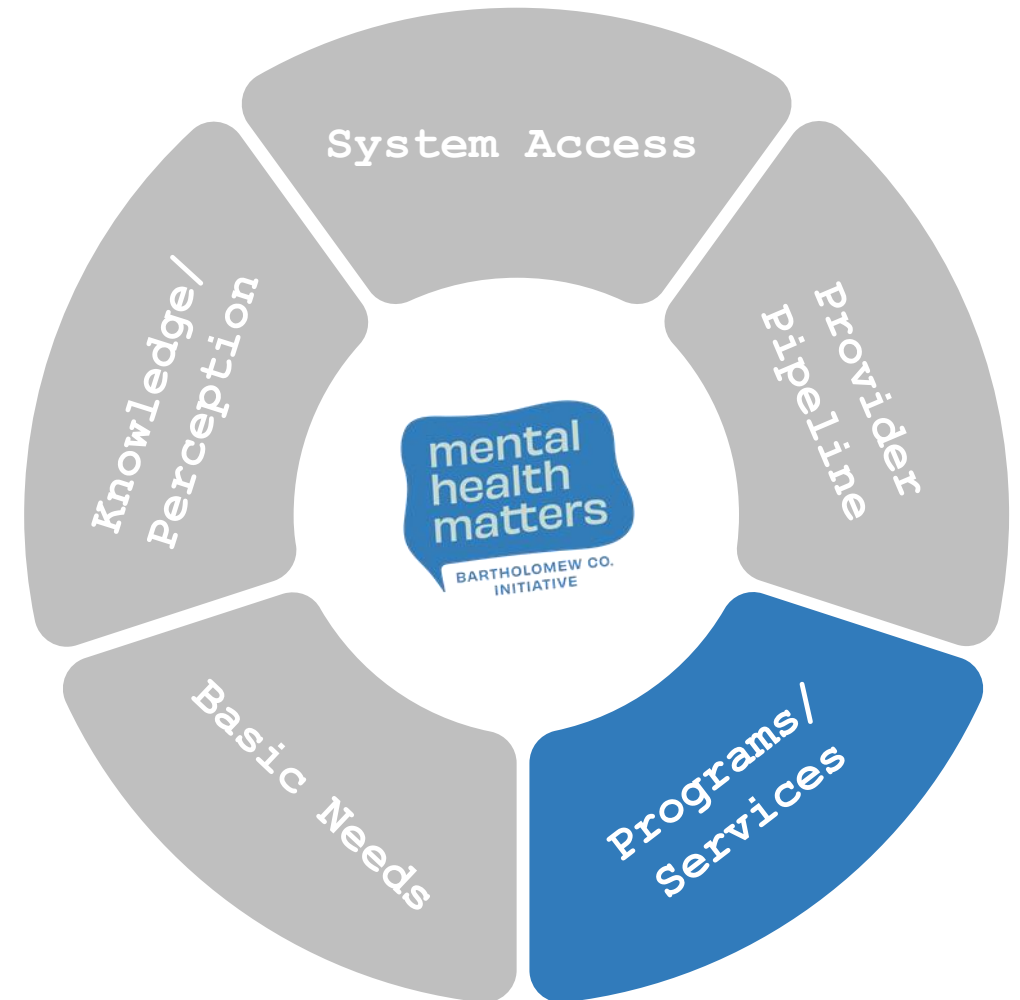 System Access
Provider
Pipeline
Programs/
Services
Basic Needs
Knowledge/
Perception
mental
health
matters
BARTHOLOMEW CO.
INITIATIVE